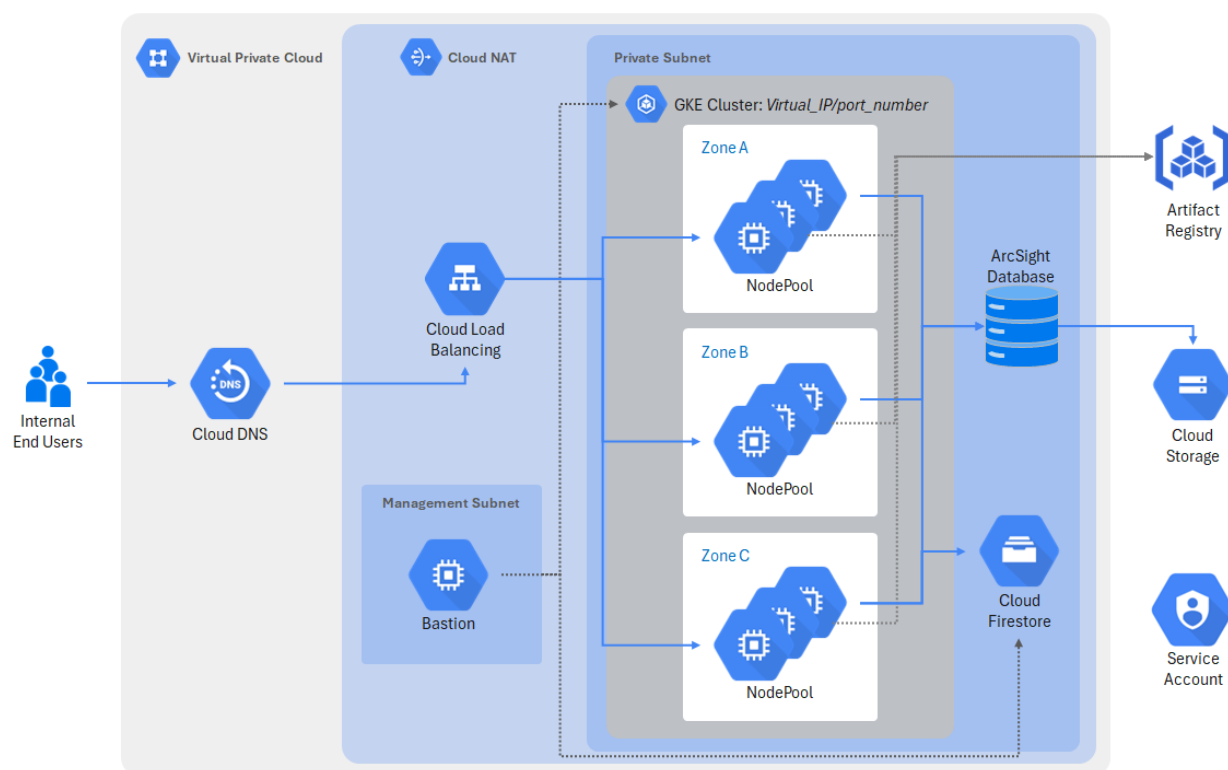 Virtual Private Cloud
Cloud NAT
Private Subnet
GKE Cluster: Virtual_IP/port_number
Zone A
NodePool
Zone B
NodePool
Zone C
NodePool
Internal
End Users
DNS
Cloud DNS
Cloud Load
Balancing
Management Subnet
Bastion
ArcSight
Database
Cloud
Firestore
Artifact
Registry
Cloud
Storage
Service
Account